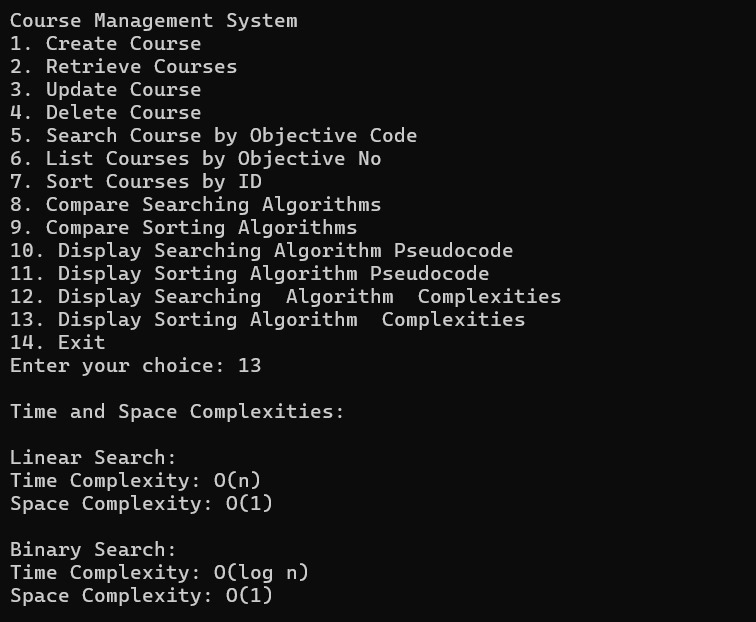 Course Management System
1. Create Course
2. Retrieve Courses
3. Update Course
4. Delete Course
5. Search Course by Objective Code
6. List Courses by Objective No
7. Sort Courses by ID
8. Compare Searching Algorithms
9. Compare Sorting Algorithms
10. Display Searching Algorithm Pseudocode
11. Display Sorting Algorithm Pseudocode
12. Display Searching  Algorithm  Complexities
13. Display Sorting Algorithm  Complexities
14. Exit
Enter your choice: 13
Time and Space Complexities:
Linear Search:
Time Complexity: O(n)
Space Complexity: O(1)
Binary Search:
Time Complexity: O(log n)
Space Complexity: O(1)